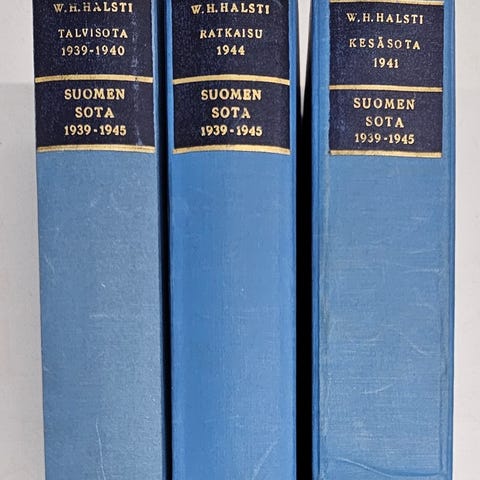 W. H. HALSTI
TALVISOTA
1939-1940
SUOMEN
SOTA
1939-1945
W. H. HALSTI
RATKAISU
1944
SUOMEN
SOTA
1939-1945
W. H. HALSTI
KESÄSOTA
1941
SUOMEN
SOTA
1939-1945